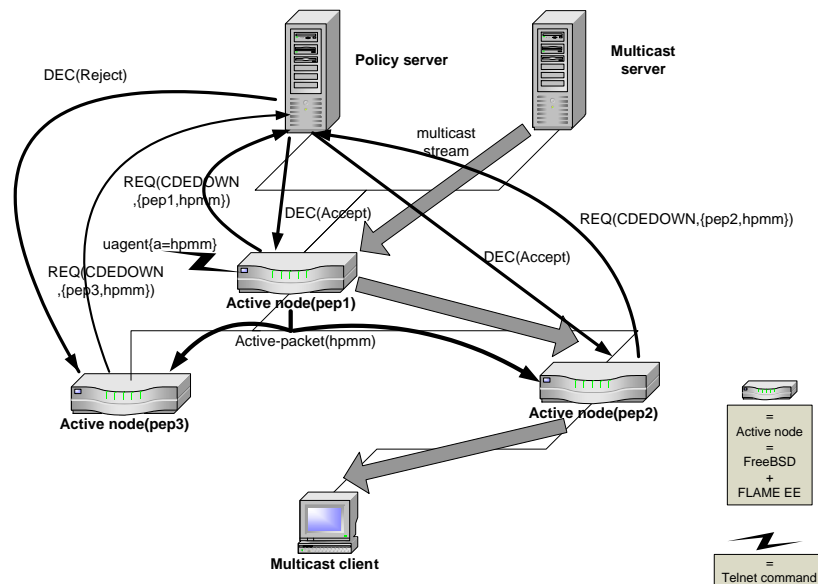 Policy server
Multicast
server
DEC(Reject)
multicast
stream
REQ(CDEDOWN
,{pep1,hpmm})
DEC(Accept)
REQ(CDEDOWN,{pep2,hpmm})
uagent{a=hpmm}
DEC(Accept)
REQ(CDEDOWN
,{pep3,hpmm})
Active node(pep1)
Active-packet(hpmm)
Active node(pep3)
Active node(pep2)
=
Active node
=
FreeBSD
+
FLAME EE
Multicast client
=
Telnet command